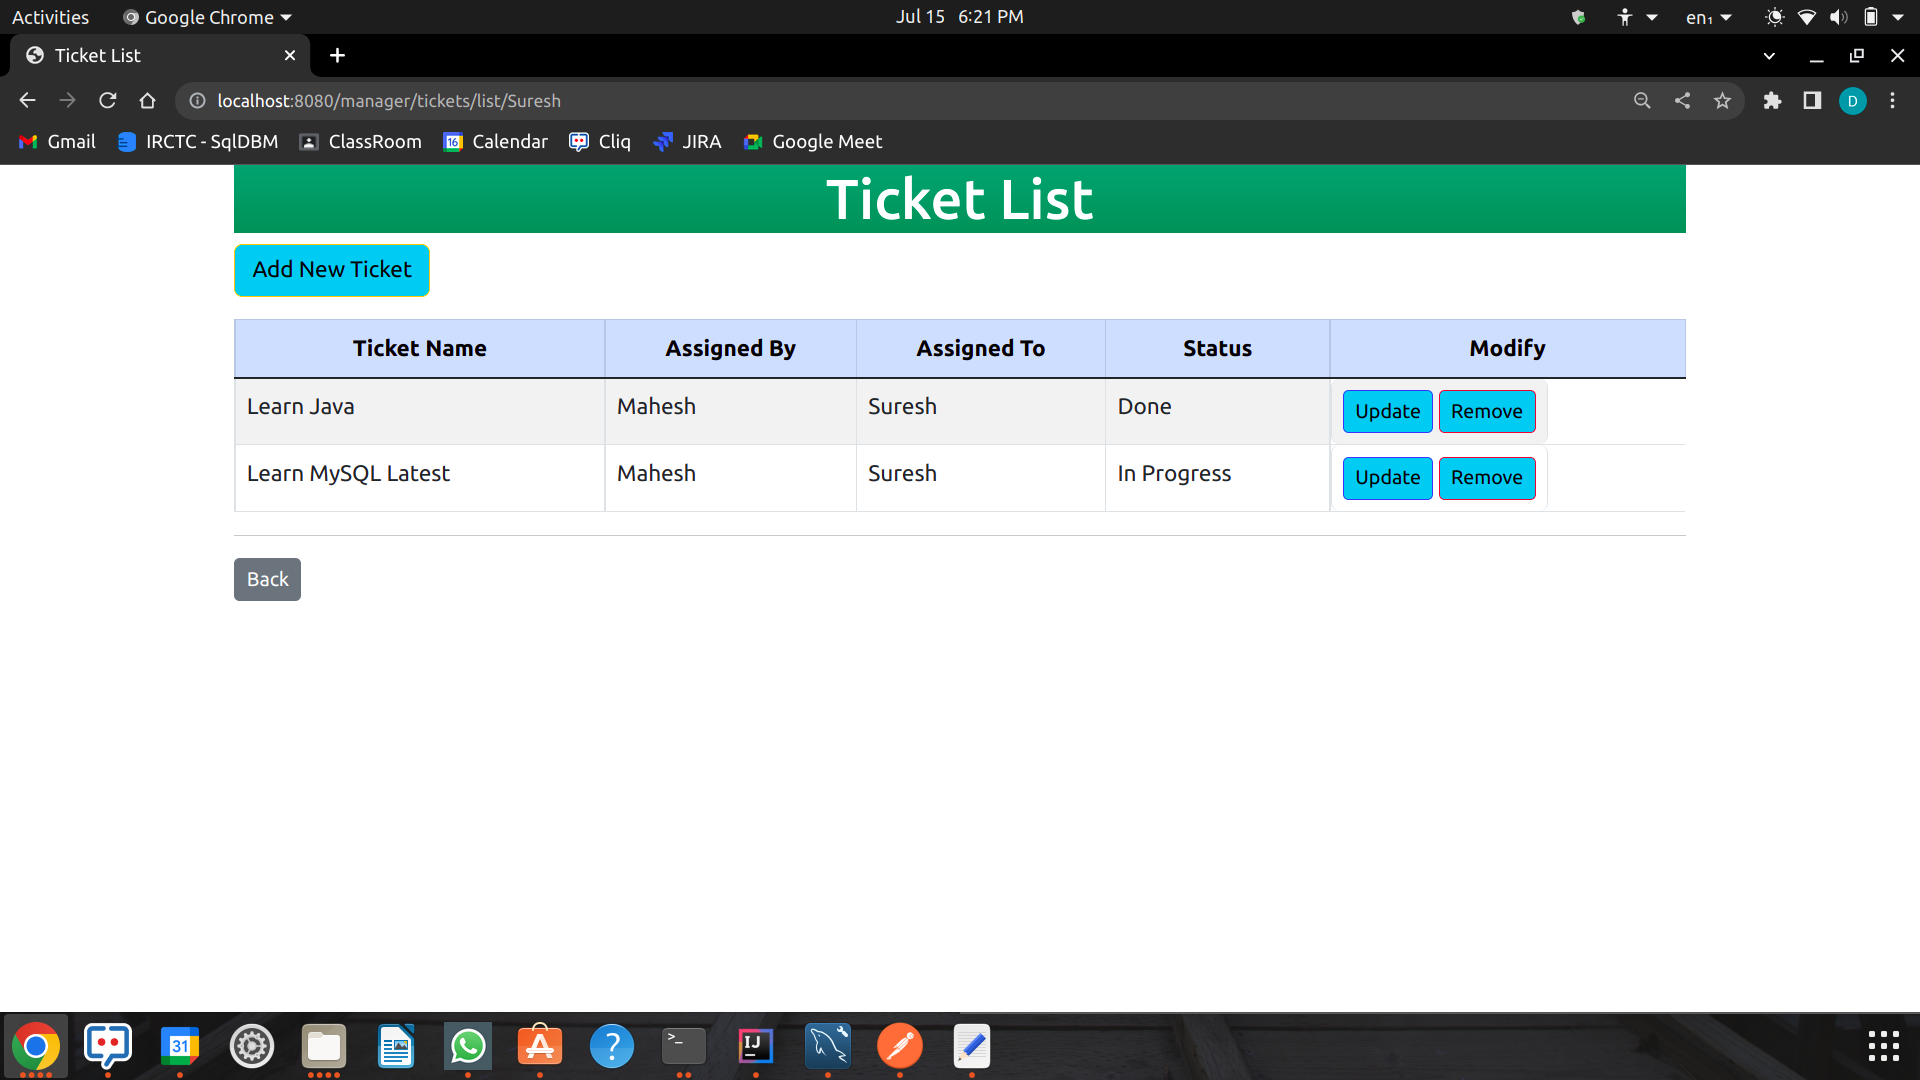 Activities Google Chrome Jul 15 6:21 PM en₁
Ticket List
localhost:8080/manager/tickets/list/Suresh D
Gmail IRCTC - SqlDBM ClassRoom 16 Calendar Cliq JIRA Google Meet
Ticket List
Add New Ticket
Ticket Name Assigned By Assigned To Status Modify
Learn Java Mahesh Suresh Done Update Remove
Learn MySQL Latest Mahesh Suresh In Progress Update Remove
Back
31 ? >_ IJ